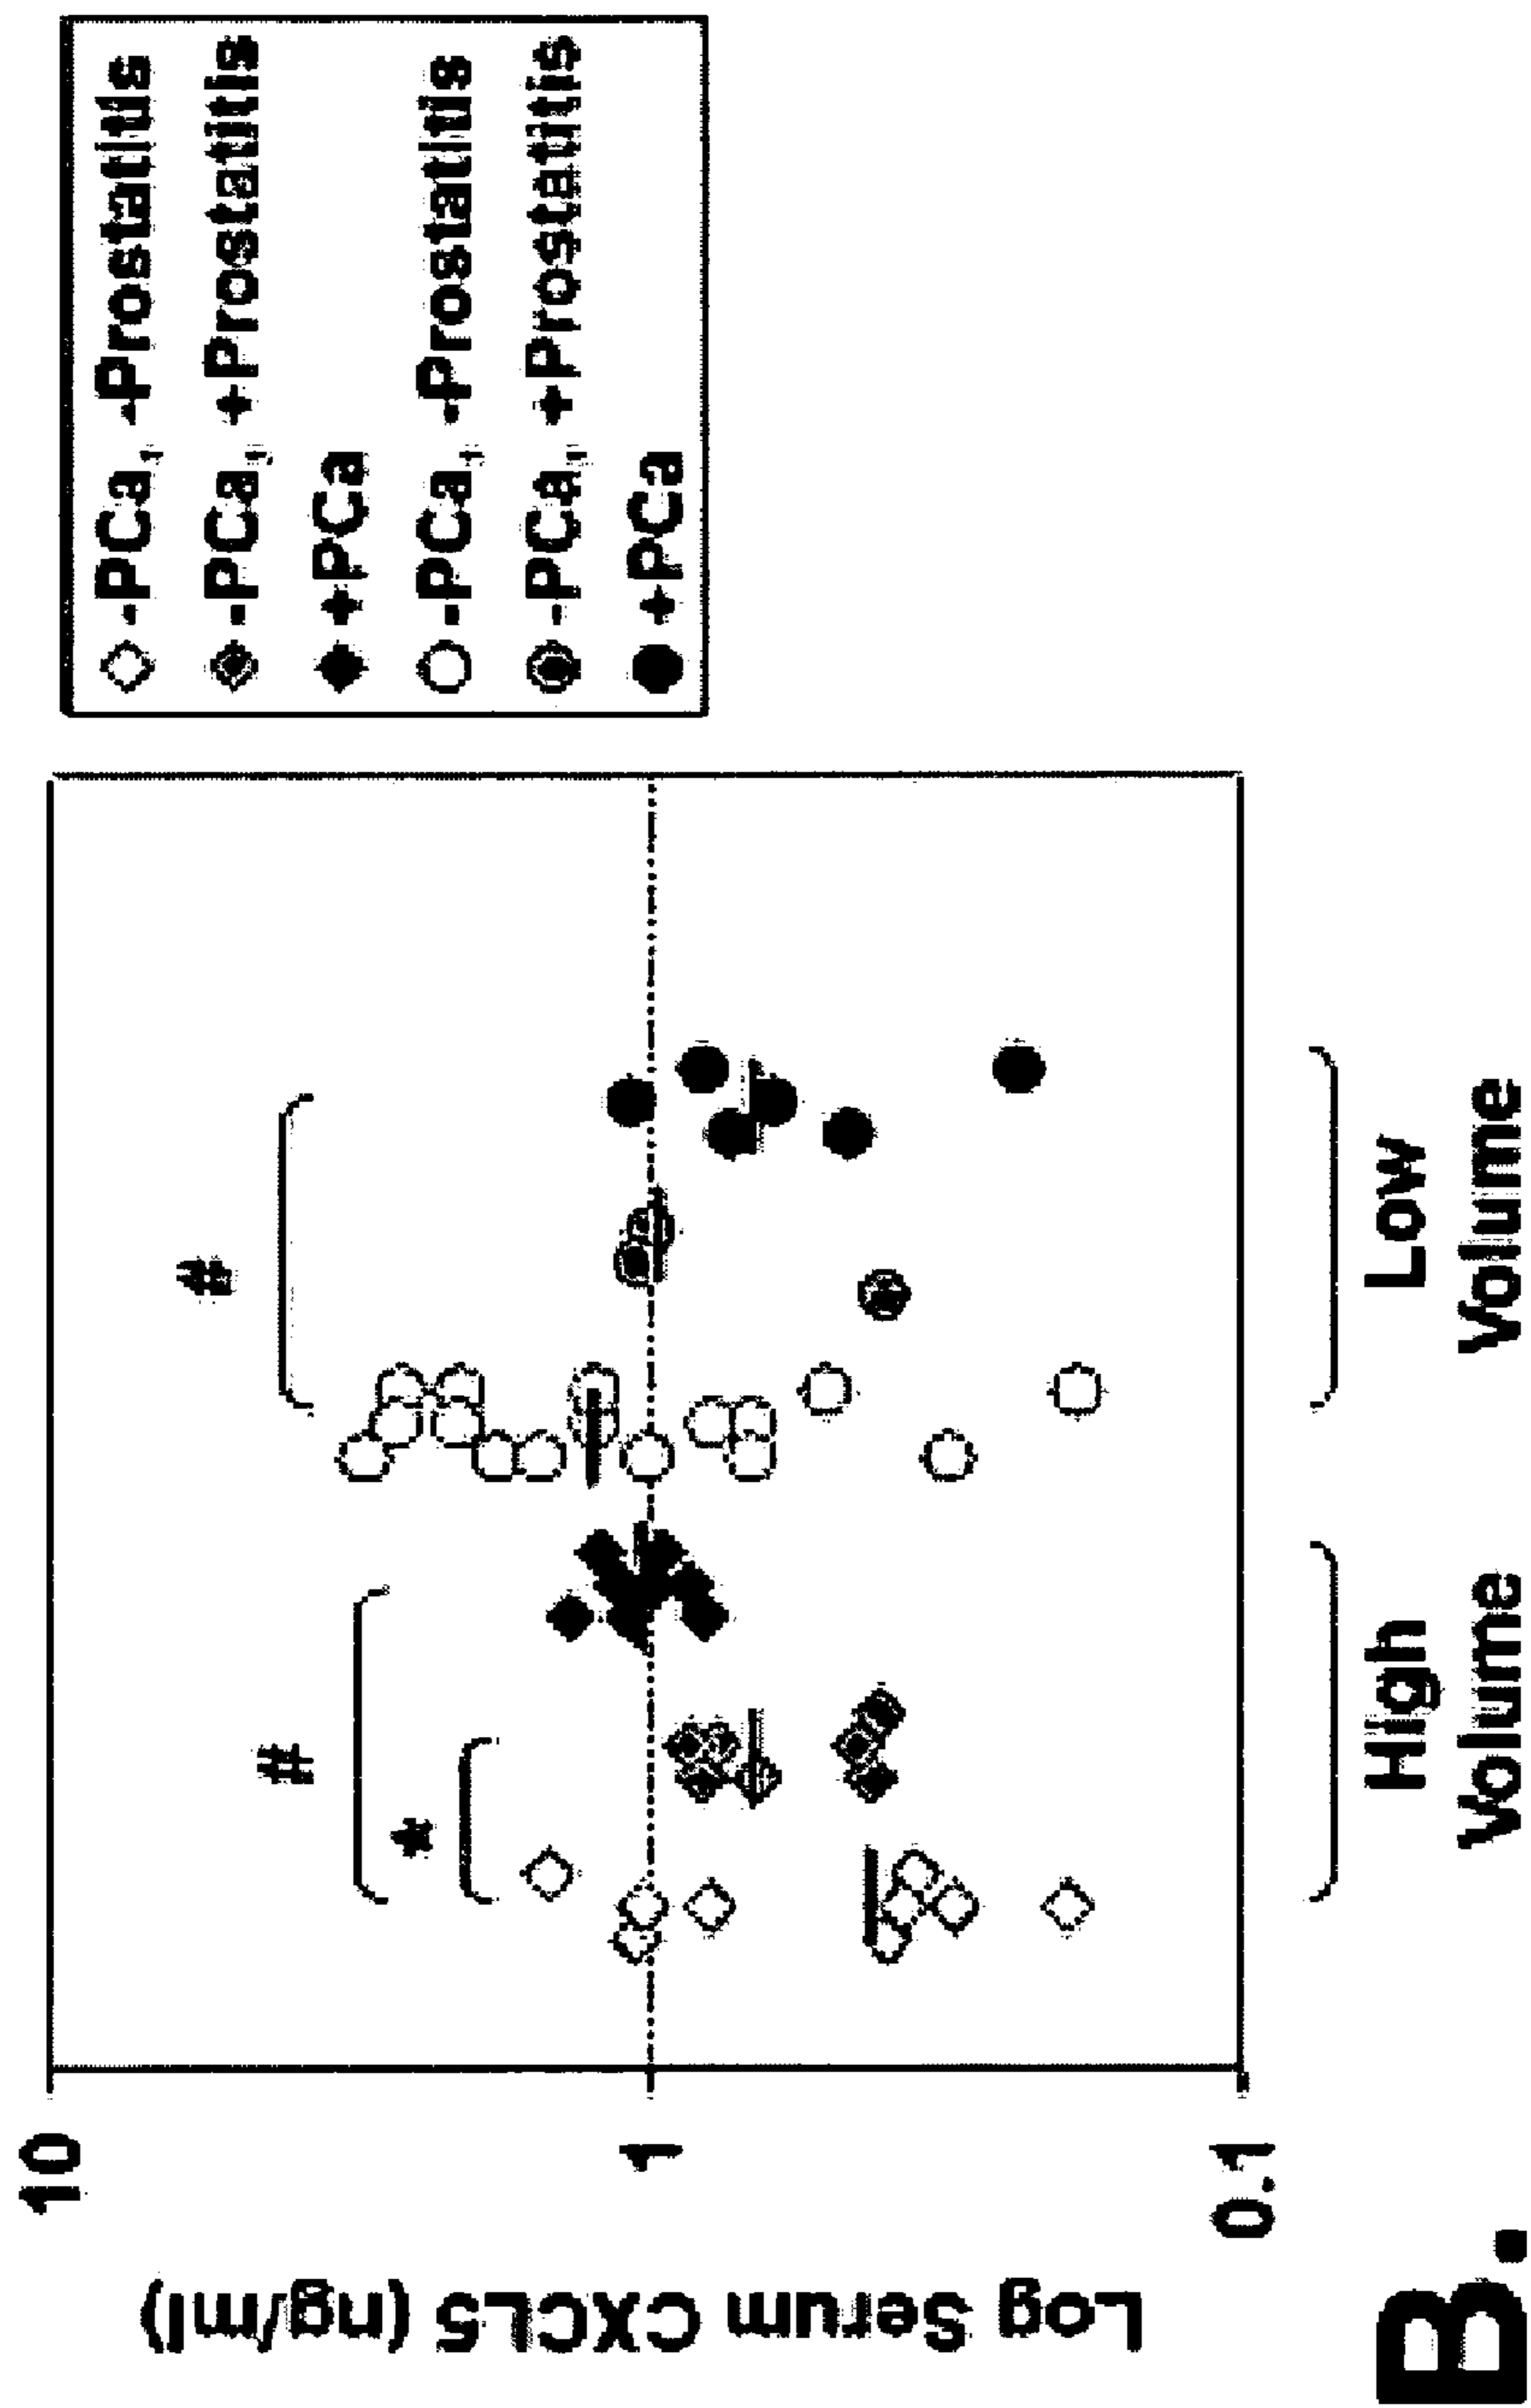 Log Serum CXCL5 (ng/ml)
10
1
0.1
#
*
#
High
Volume
Low
Volume
-PCa, -Prostatitis
-PCa, +Prostatitis
+PCa
-PCa, -Prostatitis
-PCa, +Prostatitis
+PCa
B.